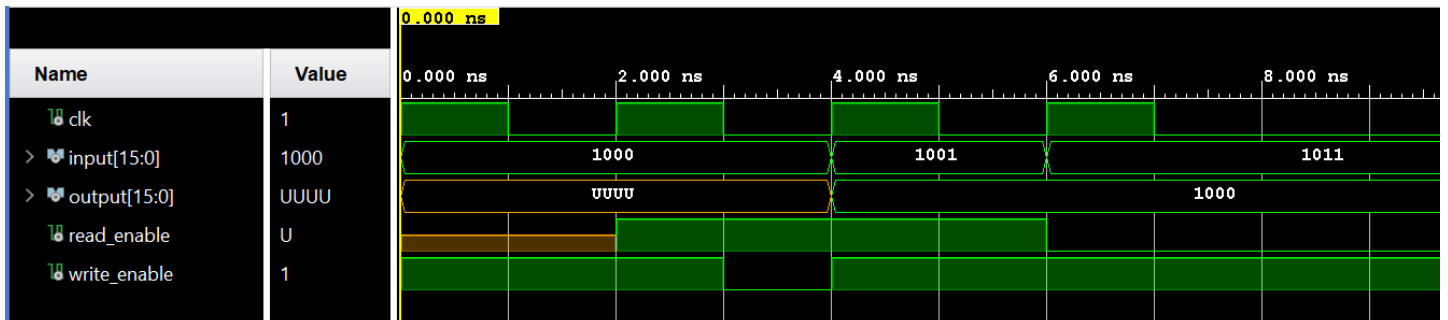 0.000 ns
Name Value
0.000 ns 2.000 ns 4.000 ns 6.000 ns 8.000 ns
clk 1
input[15:0] 1000 1000 1001 1011
output[15:0] UUUU UUUU 1000
read_enable U
write_enable 1